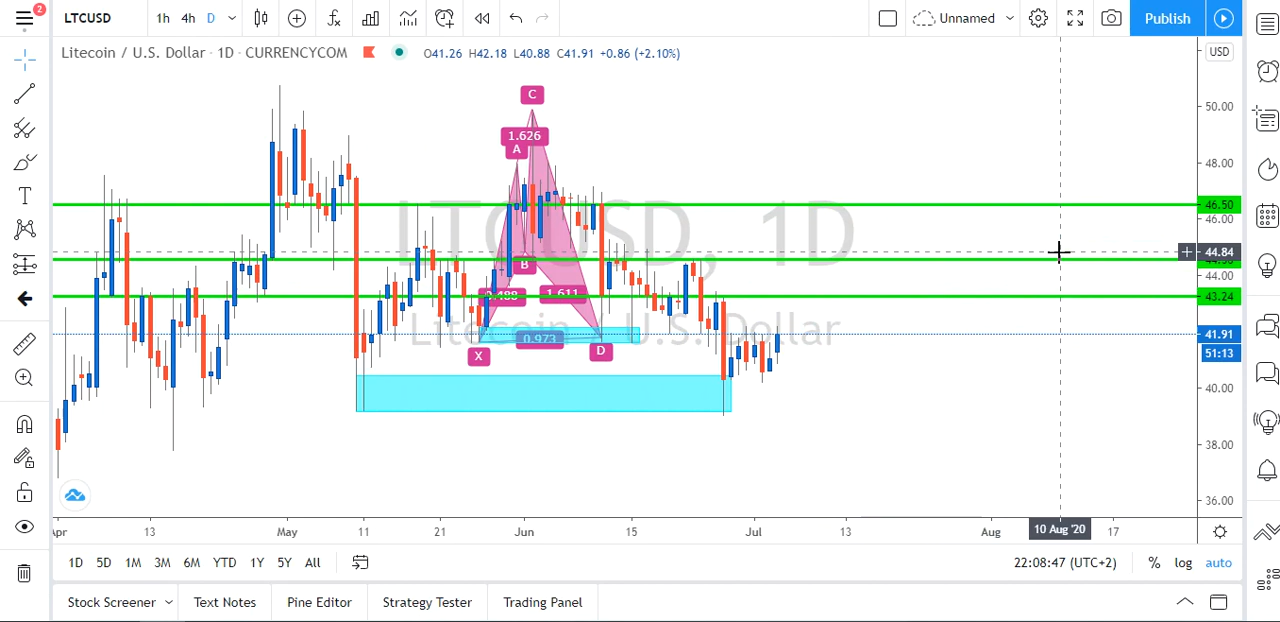 2
LTCUSD 1h 4h D Unnamed Publish
Litecoin / U.S. Dollar · 1D · CURRENCYCOM O41.26 H42.18 L40.88 C41.91 +0.86 (+2.10%) USD
C
50.00
1.626
A
48.00
46.50
LTCUSD, 1D
46.00
44.84
B
44.00
0.488 1.611 43.24
Litecoin / U.S. Dollar
41.91
0.973
X D 51:13
40.00
38.00
36.00
Apr 13 May 11 21 Jun 15 Jul 13 Aug 10 Aug '20 17
1D 5D 1M 3M 6M YTD 1Y 5Y All 22:08:47 (UTC+2) % log auto
Stock Screener Text Notes Pine Editor Strategy Tester Trading Panel